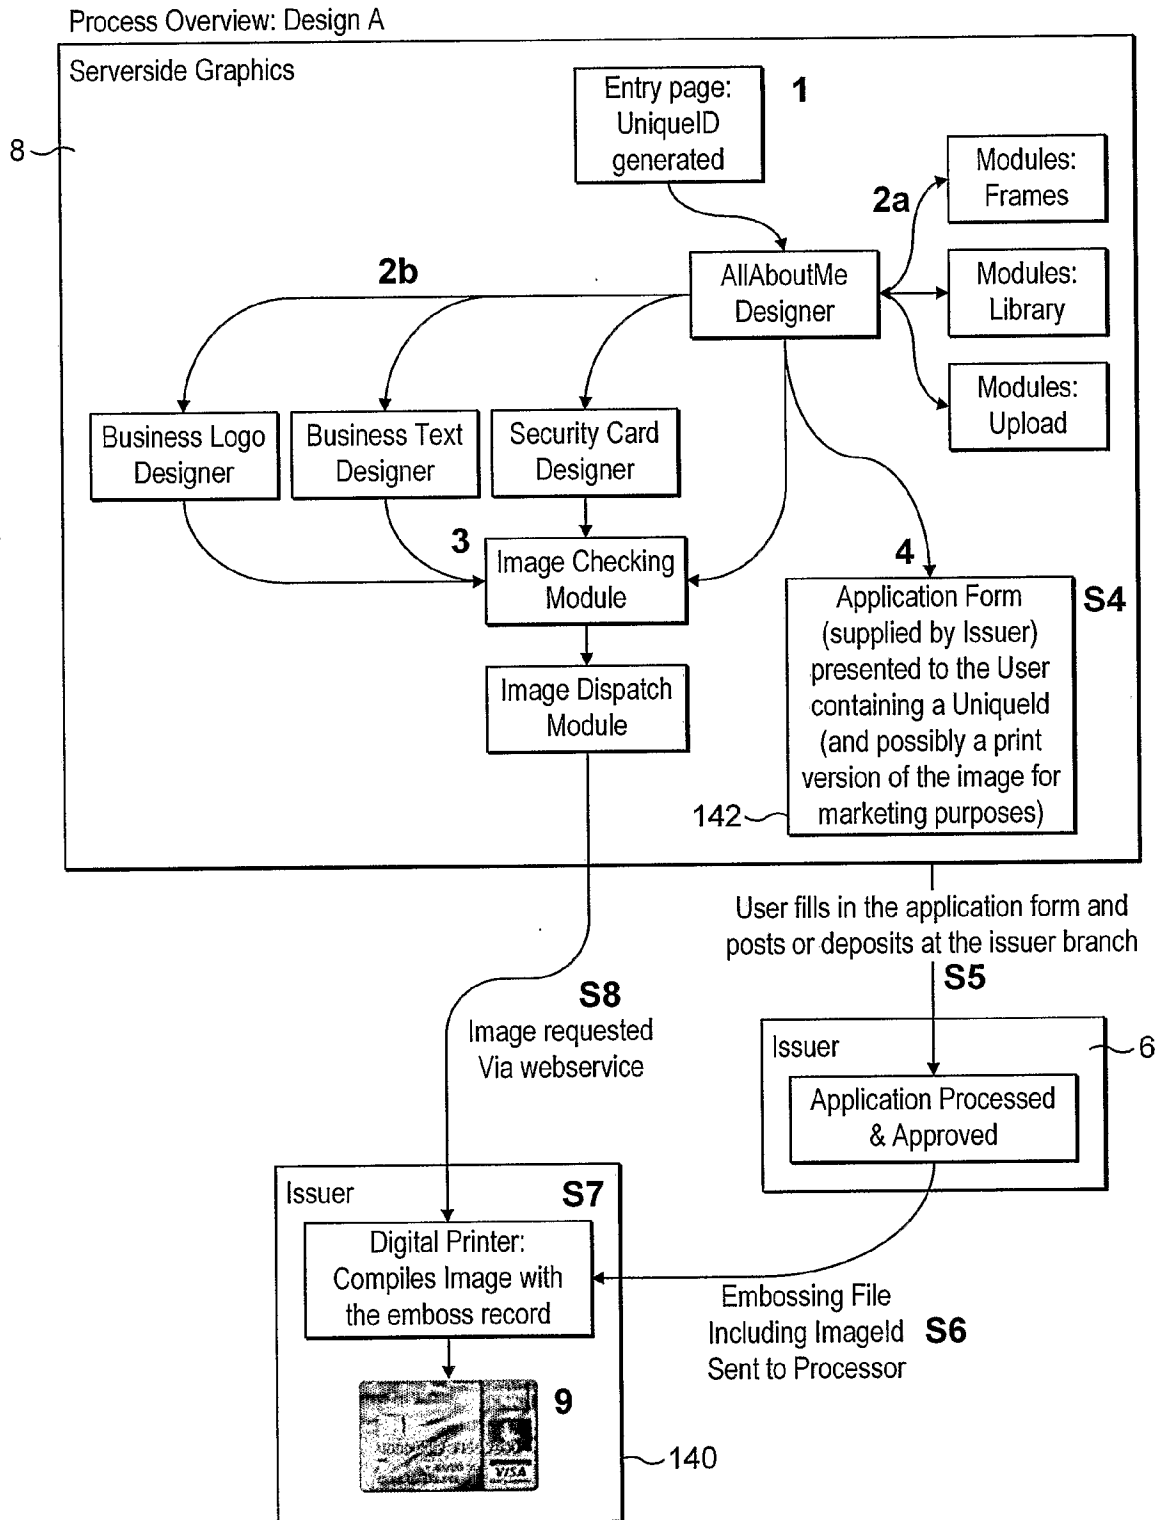 Process Overview: Design A
Serverside Graphics
8
Entry page:
UniqueID
generated
1
2a
Modules:
Frames
Modules:
Library
Modules:
Upload
AllAboutMe
Designer
2b
Business Logo
Designer
Business Text
Designer
Security Card
Designer
3
Image Checking
Module
Image Dispatch
Module
4
S4
Application Form
(supplied by Issuer)
presented to the User
containing a UniqueId
(and possibly a print
version of the image for
marketing purposes)
142
User fills in the application form and
posts or deposits at the issuer branch
S5
S8
Image requested
Via webservice
Issuer
6
Application Processed
& Approved
Issuer
S7
Digital Printer:
Compiles Image with
the emboss record
Embossing File
Including ImageId
Sent to Processor
S6
VISA
9
140